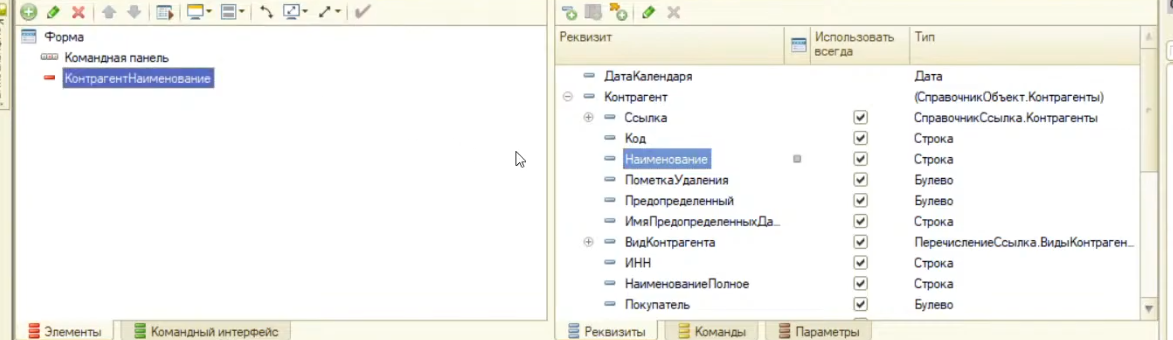 Форма
Командная панель
КонтрагентНаименование
Элементы
Командный интерфейс
Реквизит
Использовать всегда
Тип
ДатаКалендаря
Дата
Контрагент
(СправочникОбъект.Контрагенты)
Ссылка
СправочникСсылка.Контрагенты
Код
Строка
Наименование
Строка
ПометкаУдаления
Булево
Предопределенный
Булево
ИмяПредопределенныхДа...
Строка
ВидКонтрагента
ПеречислениеСсылка.ВидыКонтраген...
ИНН
Строка
НаименованиеПолное
Строка
Покупатель
Булево
Реквизиты
Команды
Параметры